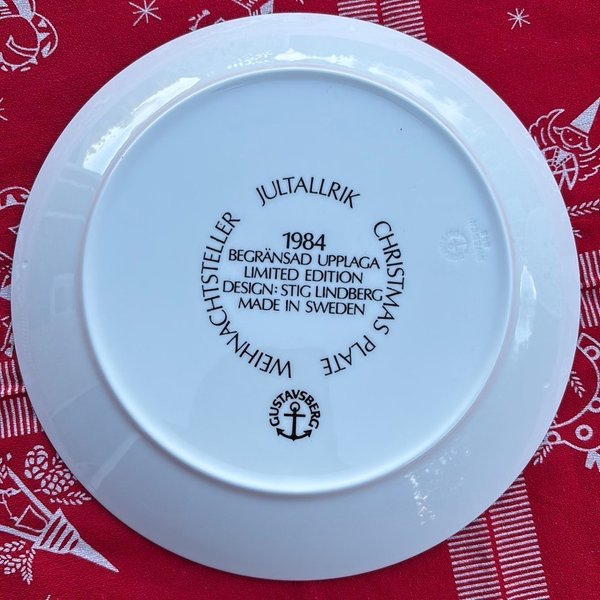 JULTALLRIK
CHRISTMAS PLATE
WEIHNACHTSTELLER
1984
BEGRÄNSAD UPPLAGA
LIMITED EDITION
DESIGN: STIG LINDBERG
MADE IN SWEDEN
GUSTAVSBERG